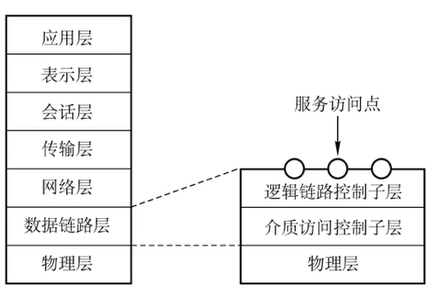 应用层
表示层
会话层
传输层
网络层
数据链路层
物理层
服务访问点
逻辑链路控制子层
介质访问控制子层
物理层